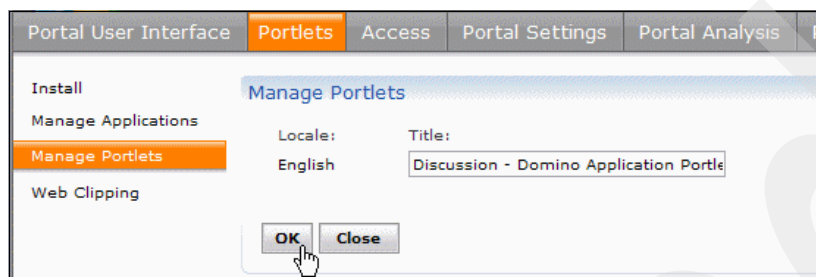 Portal User Interface Portlets Access Portal Settings Portal Analysis
Install
Manage Applications
Manage Portlets
Web Clipping
Manage Portlets
Locale: Title:
English Discussion - Domino Application Portle
OK Close